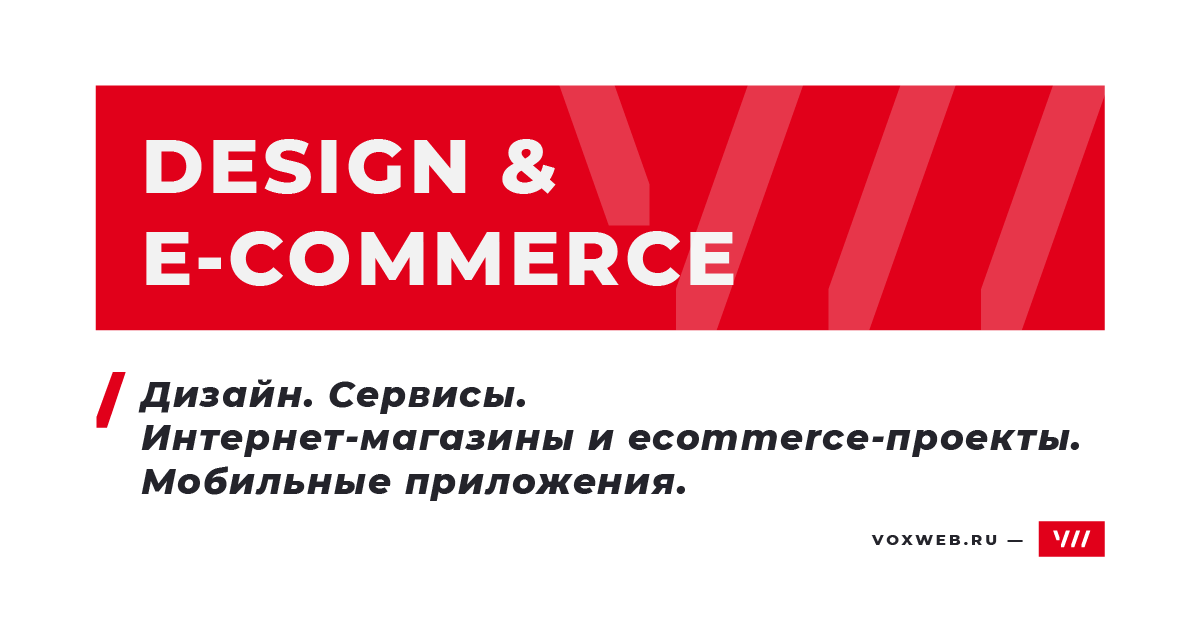 DESIGN &
E-COMMERCE
Дизайн. Сервисы.
Интернет-магазины и ecommerce-проекты.
Мобильные приложения.
VOXWEB.RU —